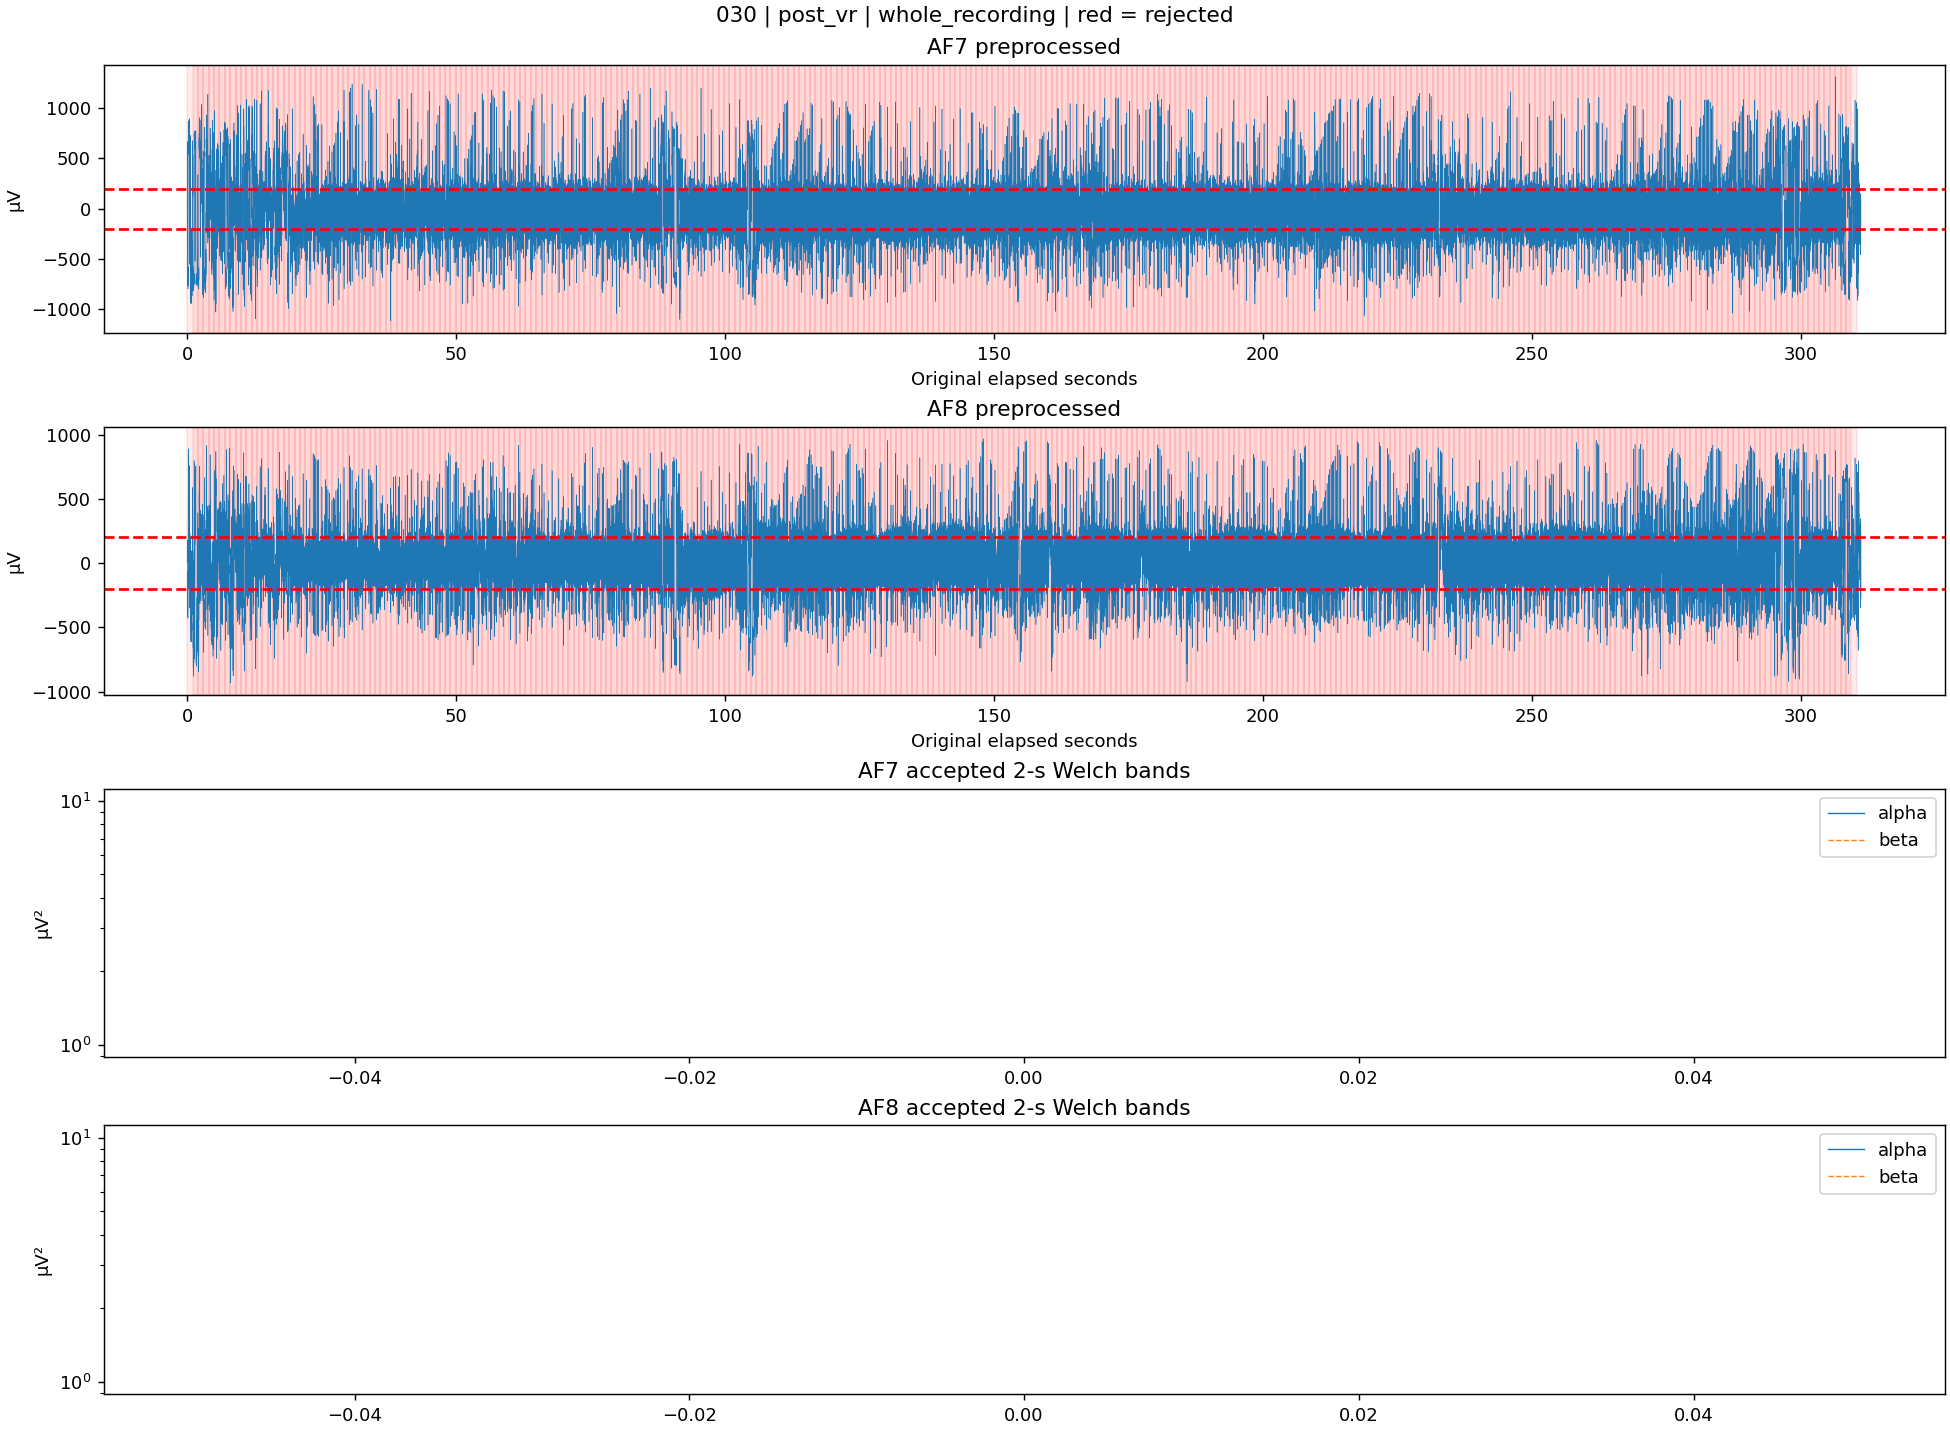 030 | post_vr | whole_recording | red = rejected
AF7 preprocessed
µV
1000
500
0
−500
−1000
0 50 100 150 200 250 300
Original elapsed seconds
AF8 preprocessed
µV
1000
500
0
−500
−1000
0 50 100 150 200 250 300
Original elapsed seconds
AF7 accepted 2-s Welch bands
µV²
10¹
10⁰
alpha
beta
−0.04 −0.02 0.00 0.02 0.04
AF8 accepted 2-s Welch bands
µV²
10¹
10⁰
alpha
beta
−0.04 −0.02 0.00 0.02 0.04